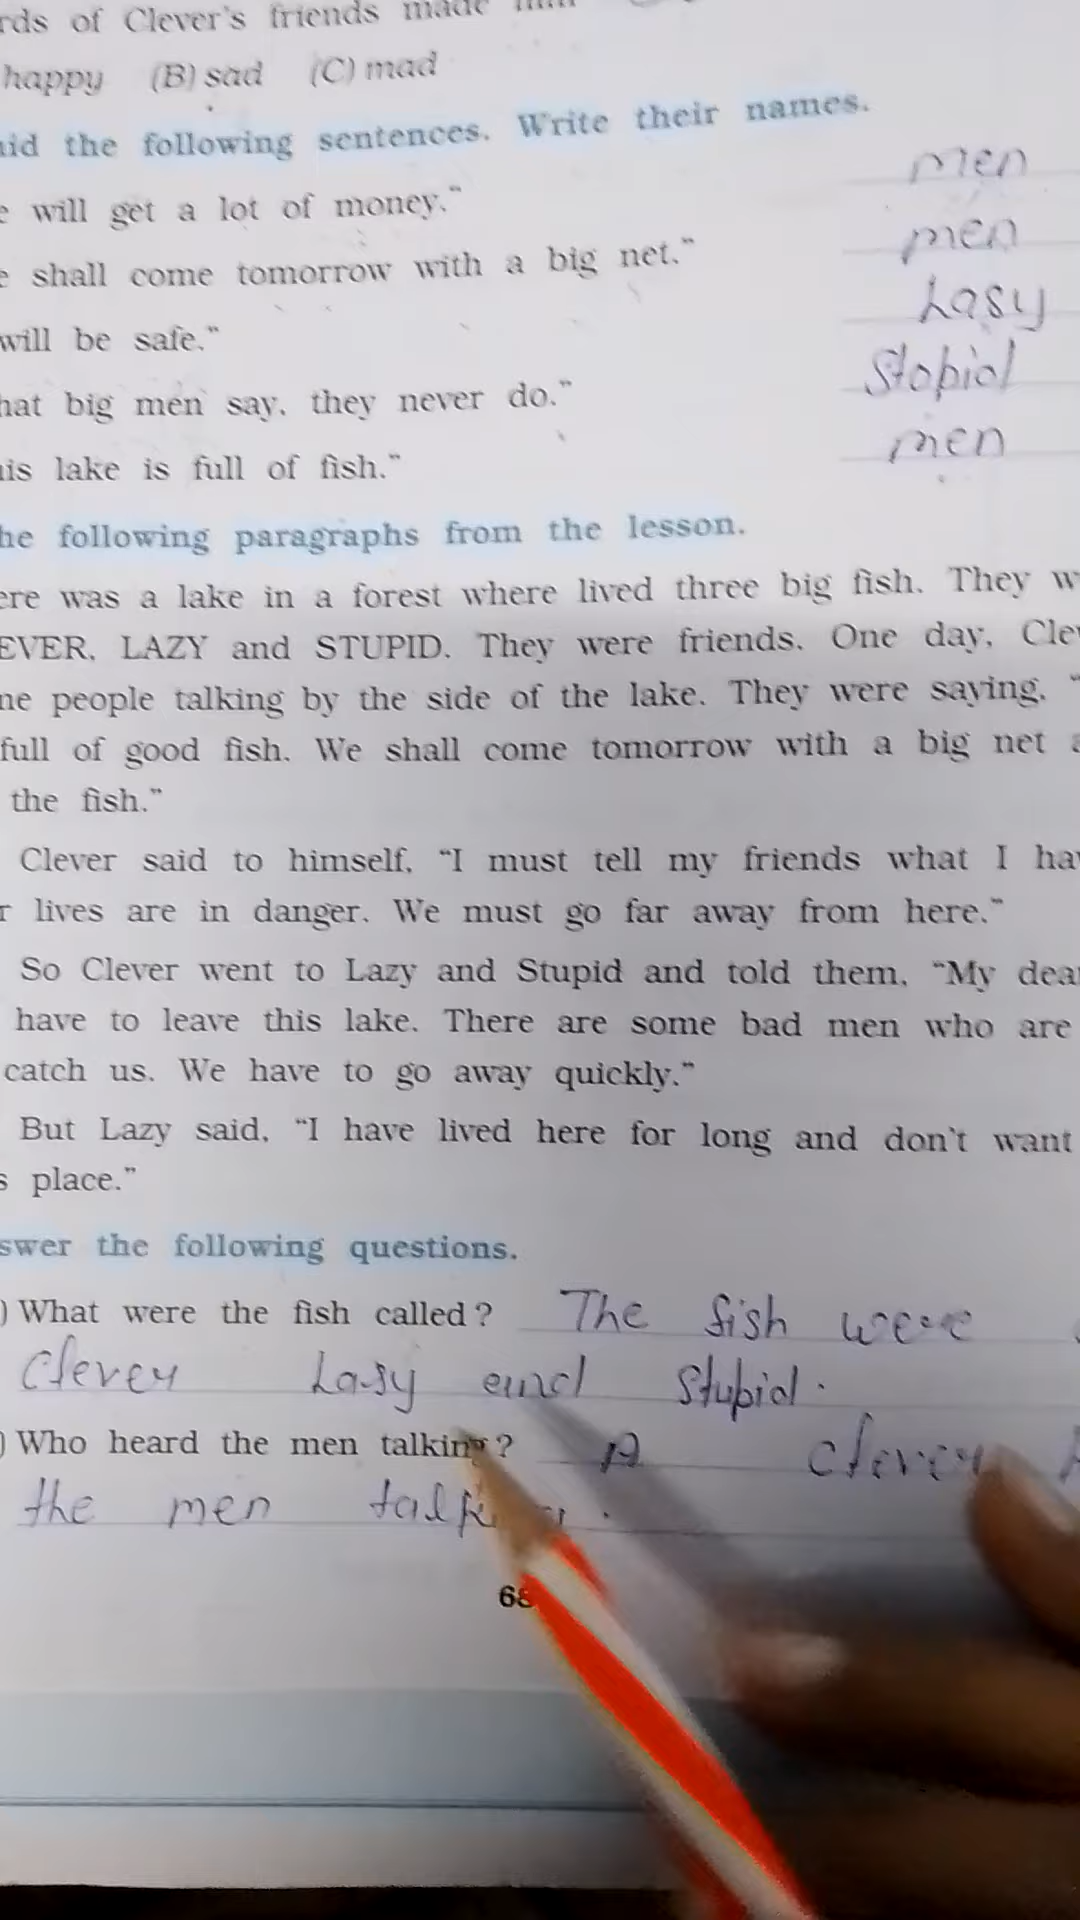 rds of Clever's friends made
happy (B) sad (C) mad
aid the following sentences. Write their names.
e will get a lot of money." men
e shall come tomorrow with a big net." men
will be safe." Lasy
hat big men say, they never do." Stopid
is lake is full of fish." men
he following paragraphs from the lesson.
ere was a lake in a forest where lived three big fish. They w
EVER, LAZY and STUPID. They were friends. One day, Clev
ne people talking by the side of the lake. They were saying, "
full of good fish. We shall come tomorrow with a big net a
the fish."
Clever said to himself, "I must tell my friends what I hav
r lives are in danger. We must go far away from here."
So Clever went to Lazy and Stupid and told them, "My dear
have to leave this lake. There are some bad men who are
catch us. We have to go away quickly."
But Lazy said, "I have lived here for long and don't want
s place."
swer the following questions.
) What were the fish called? The fish were
Clever Lasy and Stupid.
) Who heard the men talking? A clever
the men
68